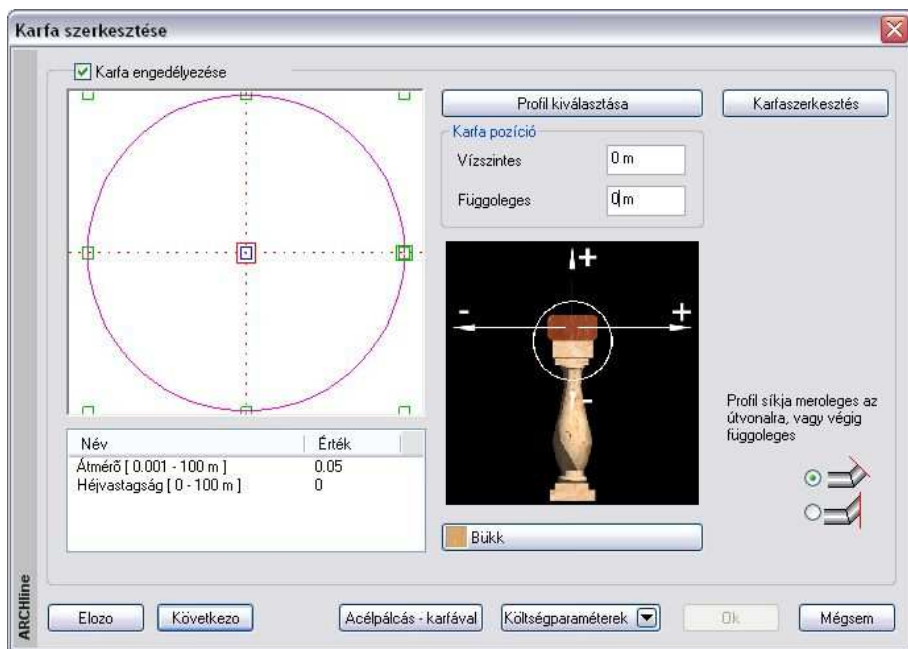 Karfa szerkesztése
Karfa engedélyezése
Profil kiválasztása
Karfaszerkesztés
Karfa pozíció
Vízszintes
0 m
Függoleges
0 m
+
-
+
-
Profil síkja meroleges az
útvonalra, vagy végig
függoleges
Név
Érték
Átmérõ [ 0.001 - 100 m ]
0.05
Héjvastagság [ 0 - 100 m ]
0
Bükk
ARCHline
Elozo
Következo
Acélpálcás - karfával
Költségparaméterek
Ok
Mégsem